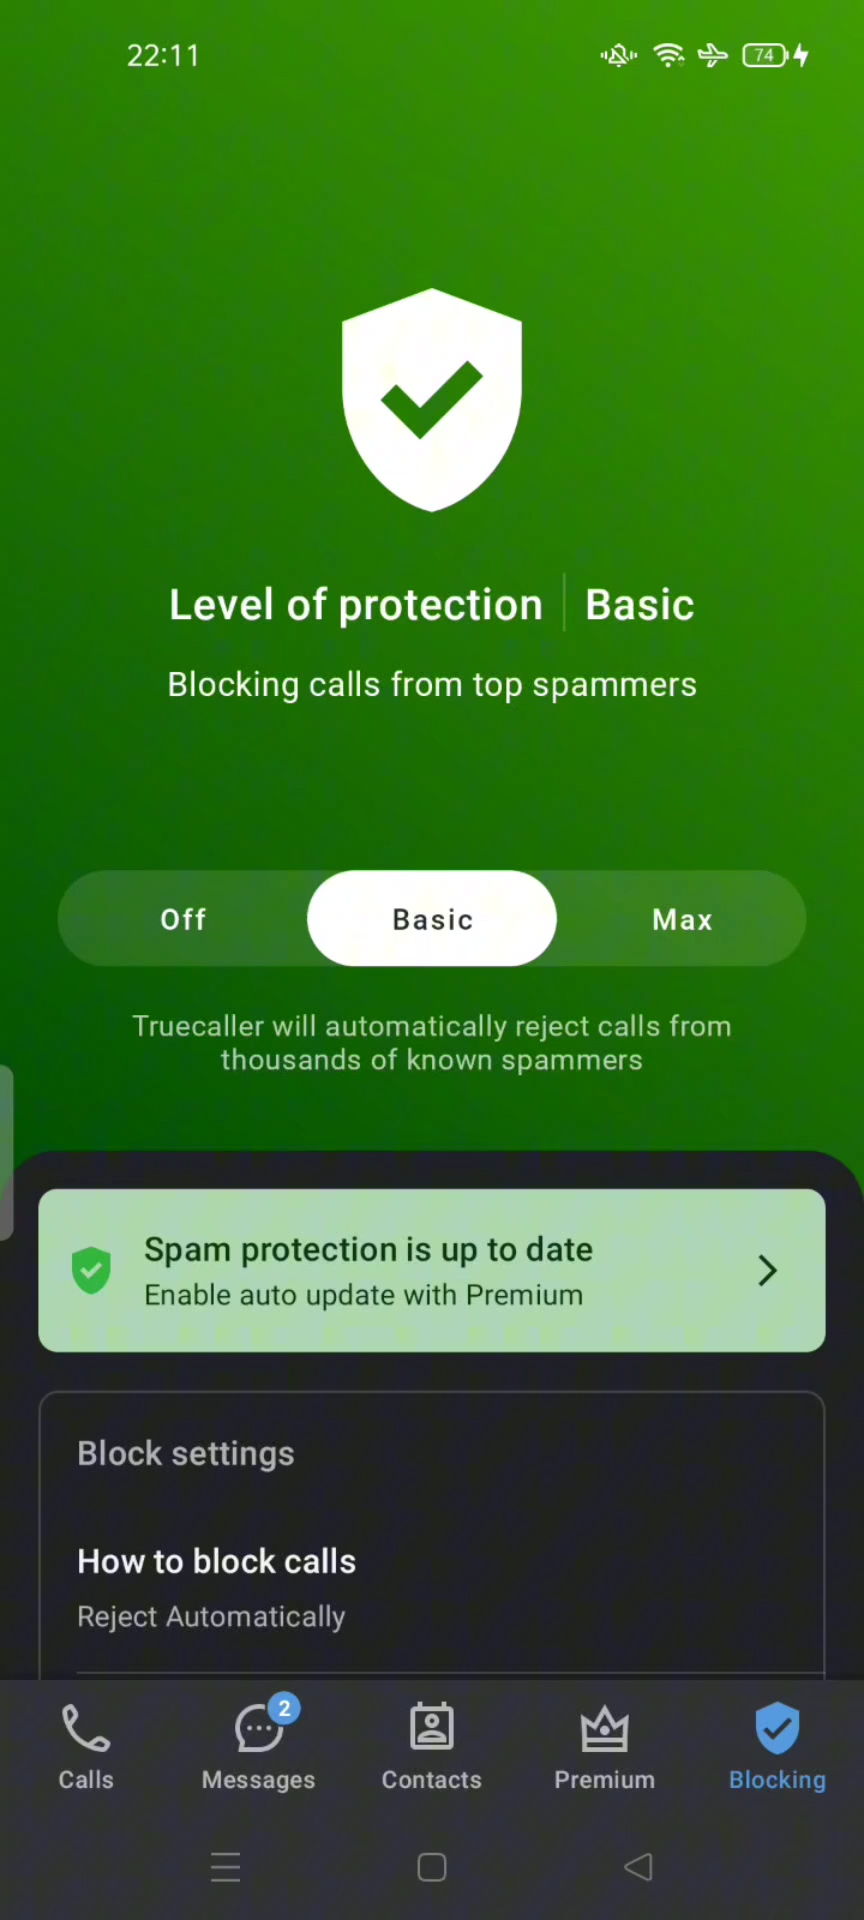 22:11
74
Level of protection
Basic
Blocking calls from top spammers
Off
Basic
Max
Truecaller will automatically reject calls from
thousands of known spammers
Spam protection is up to date
Enable auto update with Premium
Block settings
How to block calls
Reject Automatically
2
Calls
Messages
Contacts
Premium
Blocking